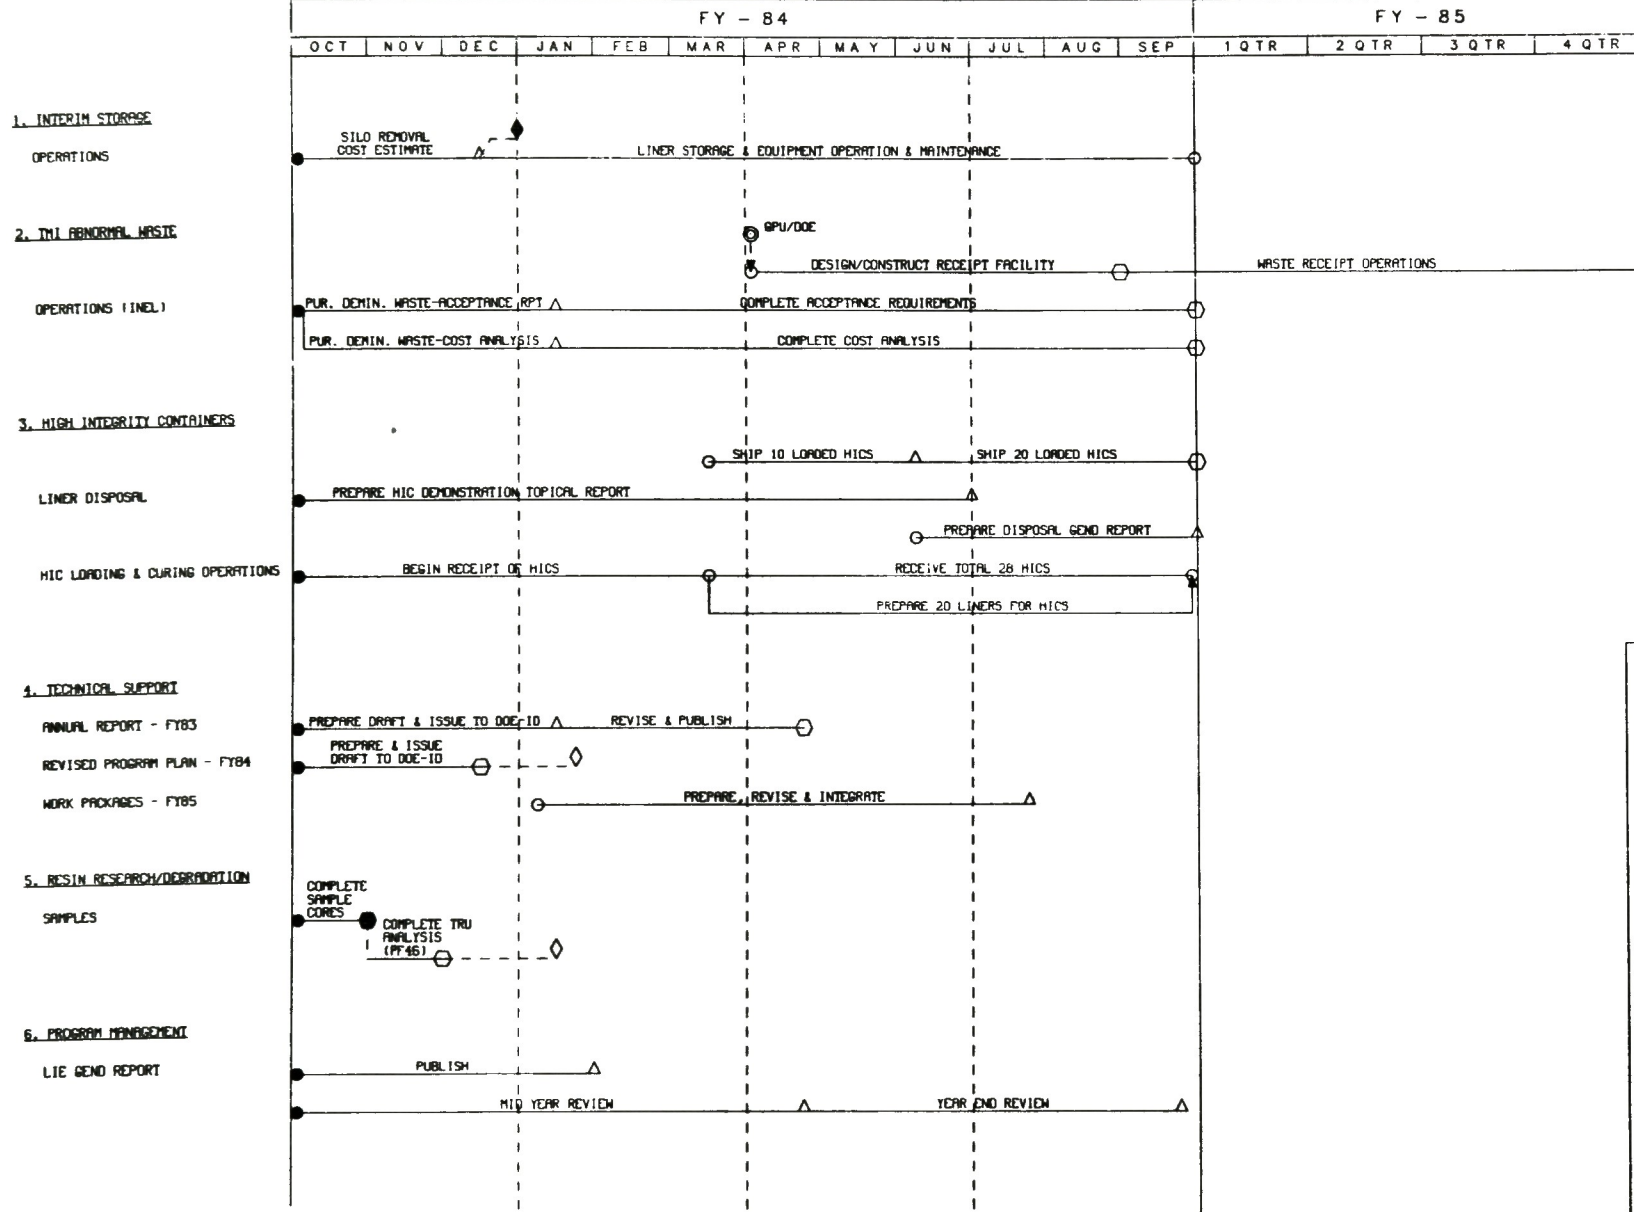 FY - 84
FY - 85
OCT NOV DEC JAN FEB MAR APR MAY JUN JUL AUG SEP 1 QTR 2 QTR 3 QTR 4 QTR
1. INTERIM STORAGE
SILO REMOVAL
COST ESTIMATE
OPERATIONS
LINER STORAGE & EQUIPMENT OPERATION & MAINTENANCE
2. TMI ABNORMAL WASTE
GPU/DOE
DESIGN/CONSTRUCT RECEIPT FACILITY
WASTE RECEIPT OPERATIONS
OPERATIONS (INEL)
PUR. DEMIN. WASTE-ACCEPTANCE RPT
COMPLETE ACCEPTANCE REQUIREMENTS
PUR. DEMIN. WASTE-COST ANALYSIS
COMPLETE COST ANALYSIS
3. HIGH INTEGRITY CONTAINERS
SHIP 10 LOADED HICS
SHIP 20 LOADED HICS
LINER DISPOSAL
PREPARE HIC DEMONSTRATION TOPICAL REPORT
PREPARE DISPOSAL GEND REPORT
HIC LOADING & CURING OPERATIONS
BEGIN RECEIPT OF HICS
RECEIVE TOTAL 28 HICS
PREPARE 20 LINERS FOR HICS
4. TECHNICAL SUPPORT
ANNUAL REPORT - FY83
PREPARE DRAFT & ISSUE TO DOE-ID
REVISE & PUBLISH
REVISED PROGRAM PLAN - FY84
PREPARE & ISSUE
DRAFT TO DOE-ID
WORK PACKAGES - FY85
PREPARE, REVISE & INTEGRATE
5. RESIN RESEARCH/DEGRADATION
SAMPLES
COMPLETE
SAMPLE
CORES
COMPLETE TRU
ANALYSIS
(PF46)
6. PROGRAM MANAGEMENT
LIE GEND REPORT
PUBLISH
MID YEAR REVIEW
YEAR END REVIEW